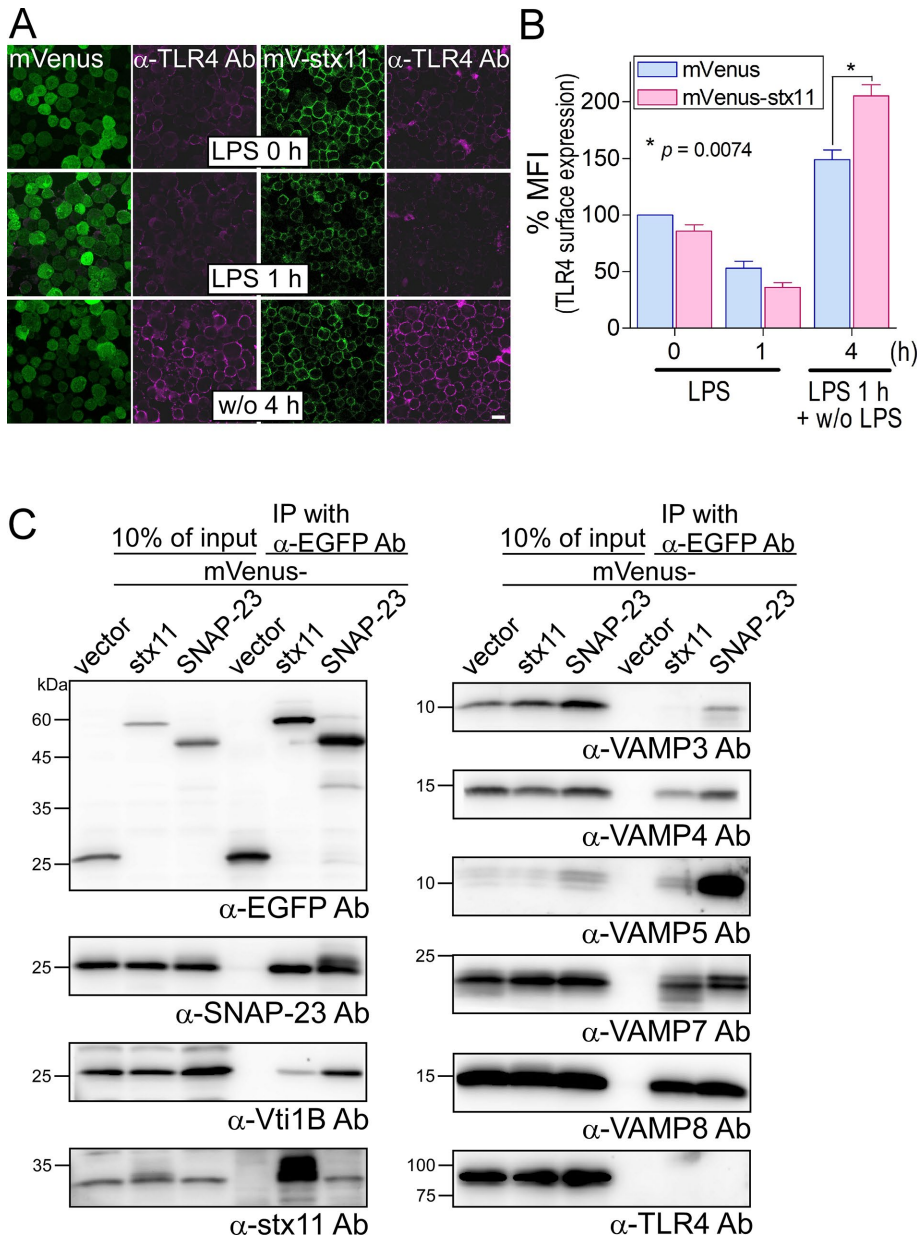 A
mVenus α-TLR4 Ab mV-stx11 α-TLR4 Ab
LPS 0 h
LPS 1 h
w/o 4 h
B
% MFI
(TLR4 surface expression)
200
150
100
50
0
mVenus
mVenus-stx11
* p = 0.0074
*
0 1 4 (h)
LPS
LPS 1 h
+ w/o LPS
C
10% of input
IP with
α-EGFP Ab
mVenus-
vector stx11 SNAP-23 vector stx11 SNAP-23
kDa
60
45
35
25
α-EGFP Ab
25
α-SNAP-23 Ab
25
α-Vti1B Ab
35
α-stx11 Ab
10% of input
IP with
α-EGFP Ab
mVenus-
vector stx11 SNAP-23 vector stx11 SNAP-23
10
α-VAMP3 Ab
15
α-VAMP4 Ab
10
α-VAMP5 Ab
25
α-VAMP7 Ab
15
α-VAMP8 Ab
100
75
α-TLR4 Ab